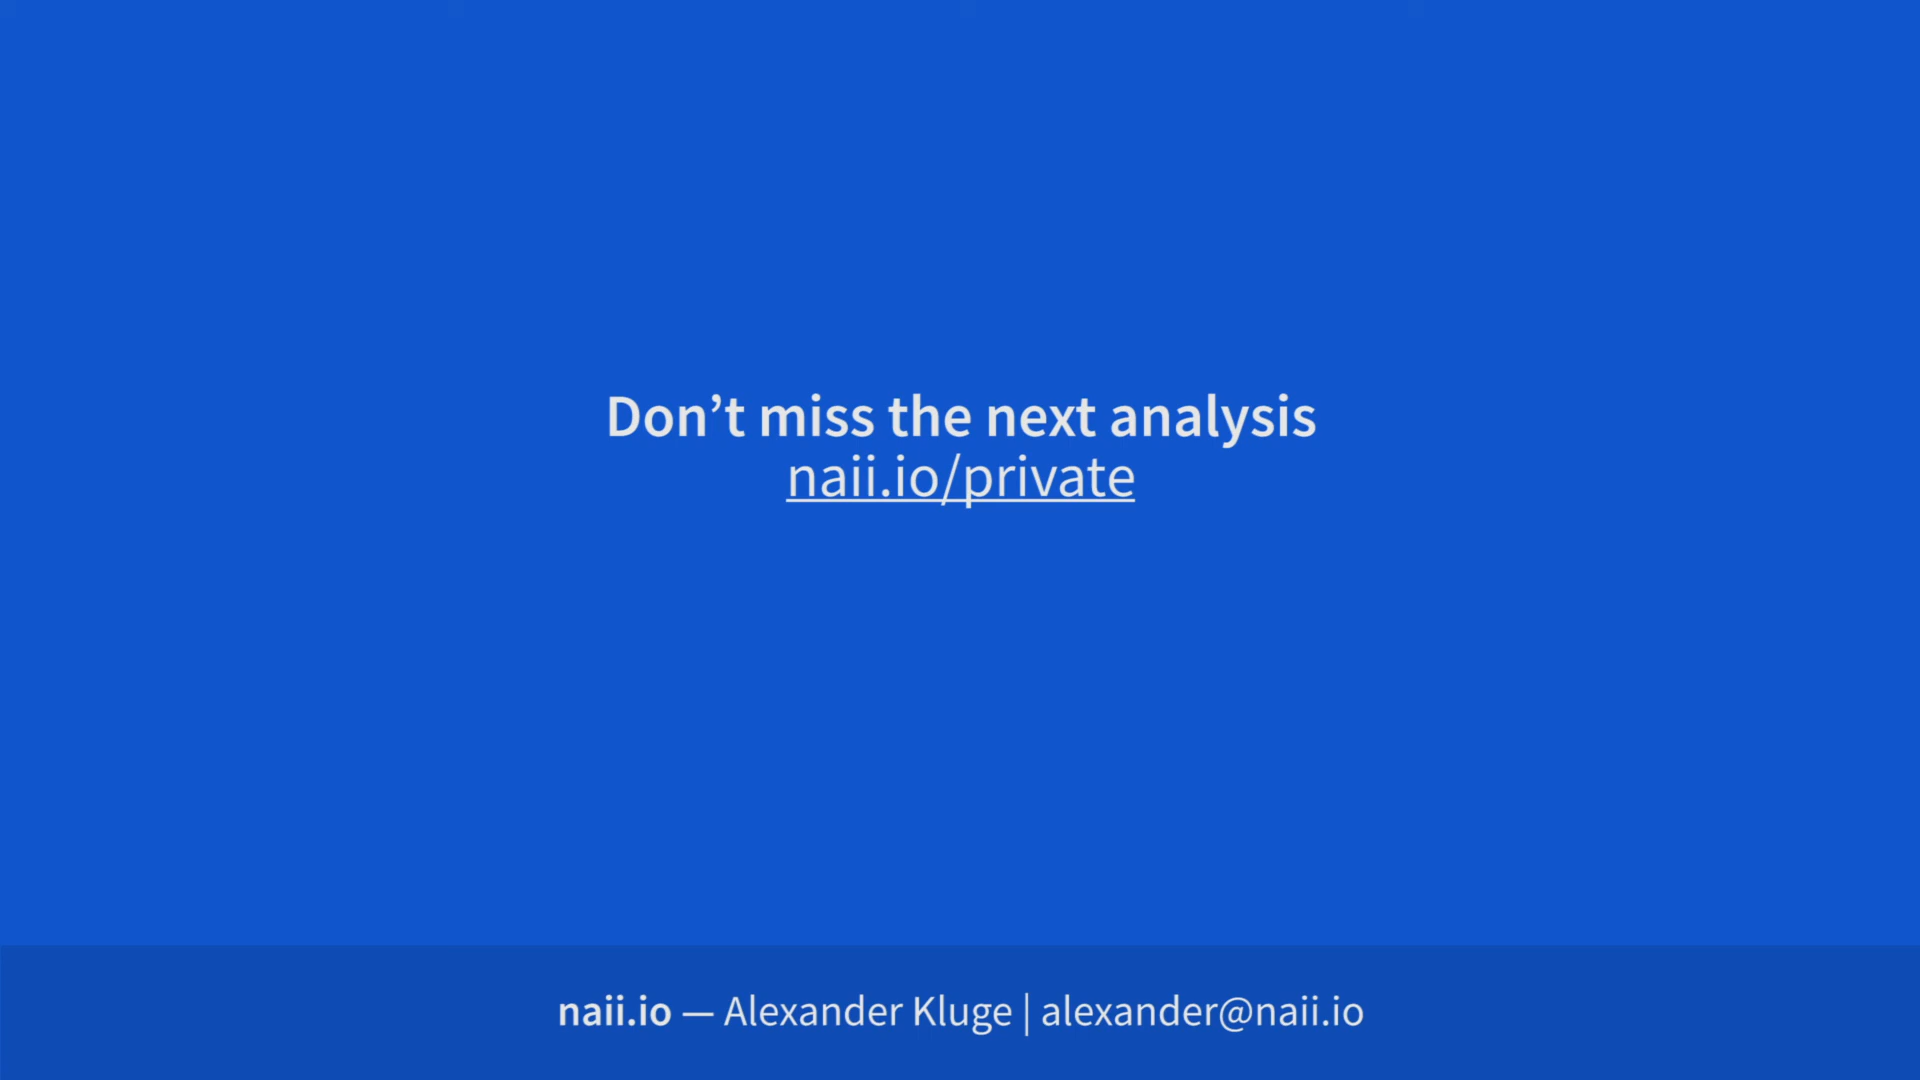 Don’t miss the next analysis
naii.io/private
naii.io — Alexander Kluge | alexander@naii.io